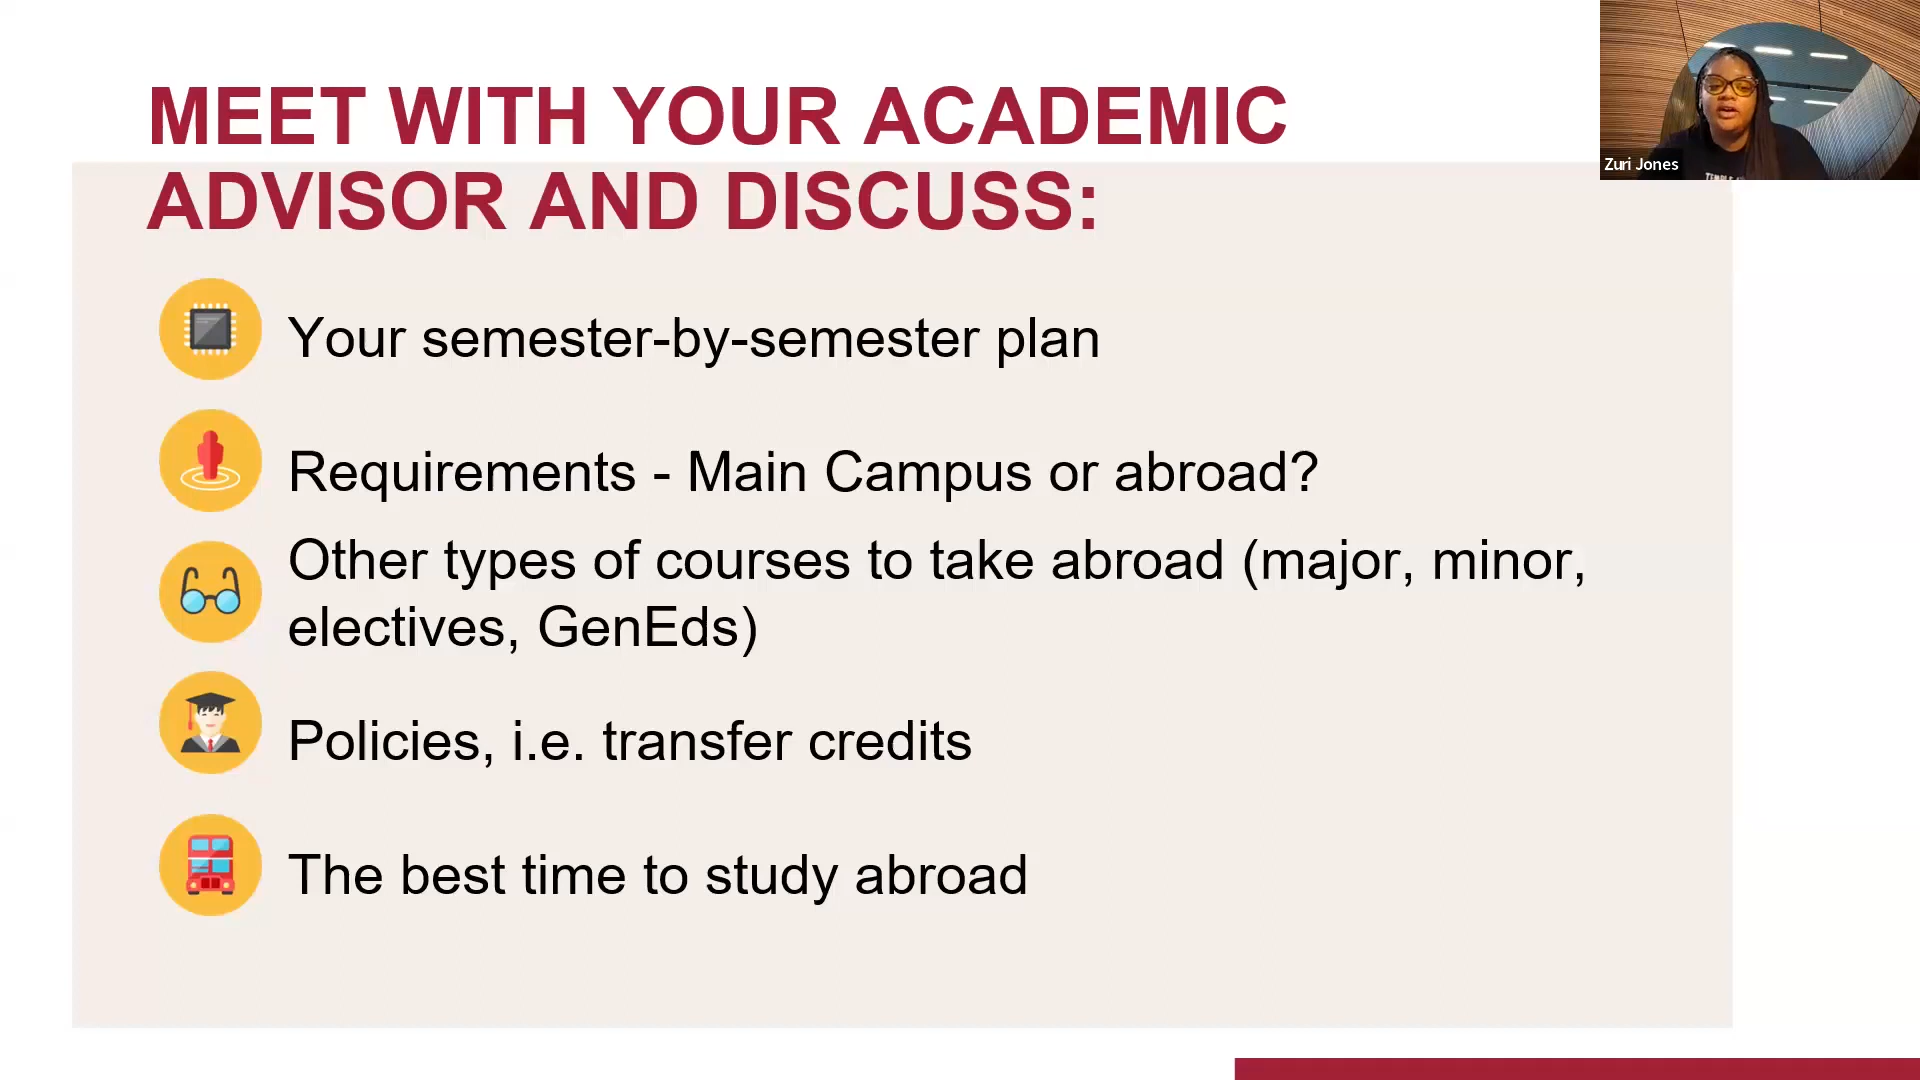 MEET WITH YOUR ACADEMIC
ADVISOR AND DISCUSS:
Zuri Jones
Your semester-by-semester plan
Requirements - Main Campus or abroad?
Other types of courses to take abroad (major, minor,
electives, GenEds)
Policies, i.e. transfer credits
The best time to study abroad